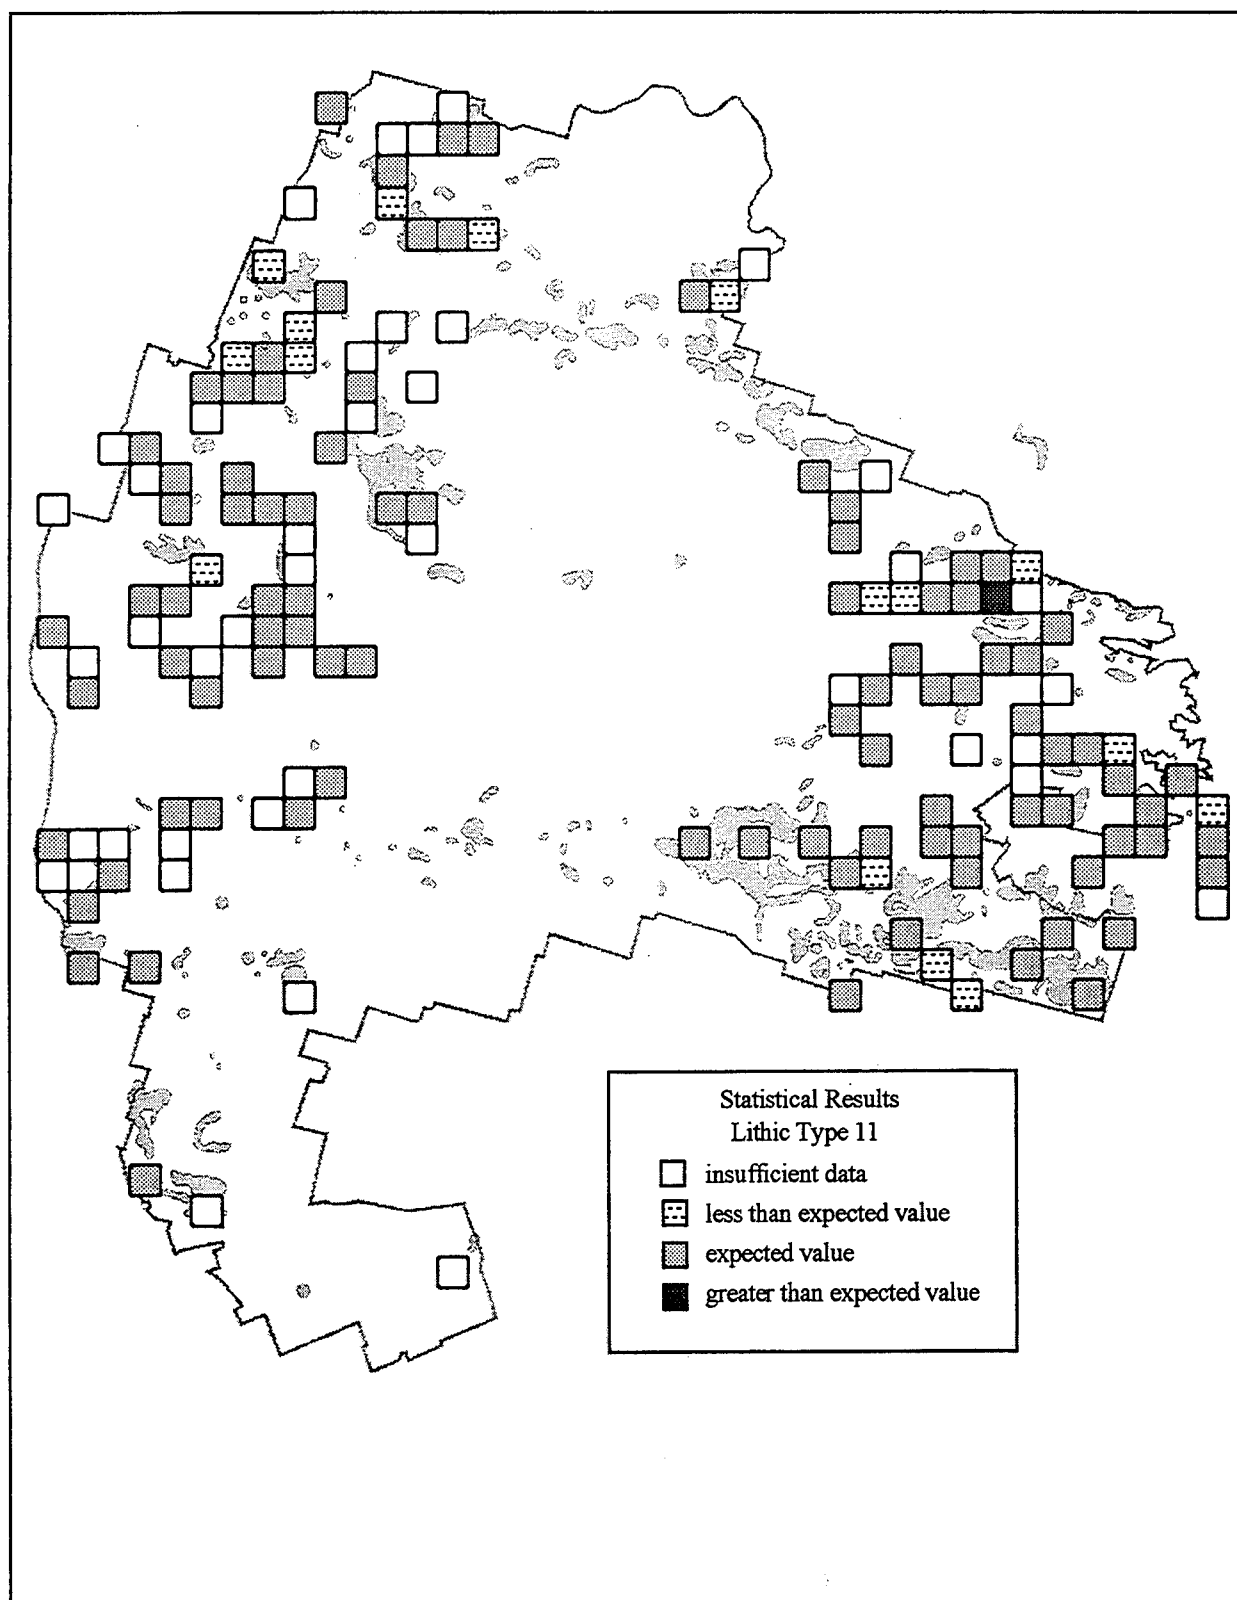 Statistical Results
Lithic Type 11
insufficient data
less than expected value
expected value
greater than expected value